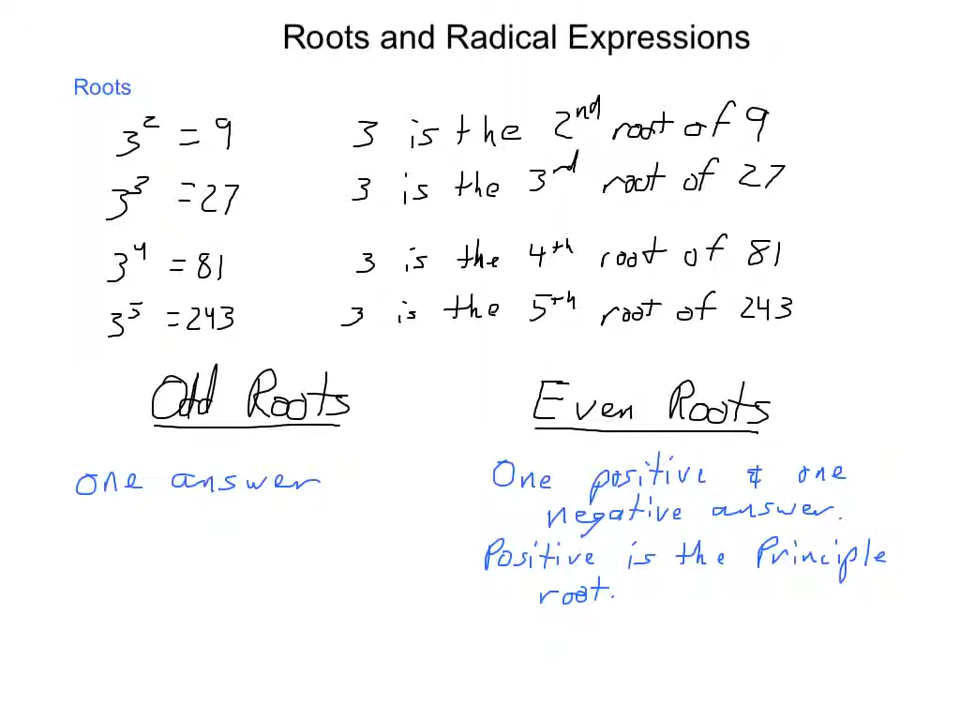 Roots and Radical Expressions
Roots
3² = 9 3 is the 2nd root of 9
3³ = 27 3 is the 3rd root of 27
3⁴ = 81 3 is the 4th root of 81
3⁵ = 243 3 is the 5th root of 243
Odd Roots Even Roots
one answer
One positive & one
negative answer.
Positive is the Principle
root.